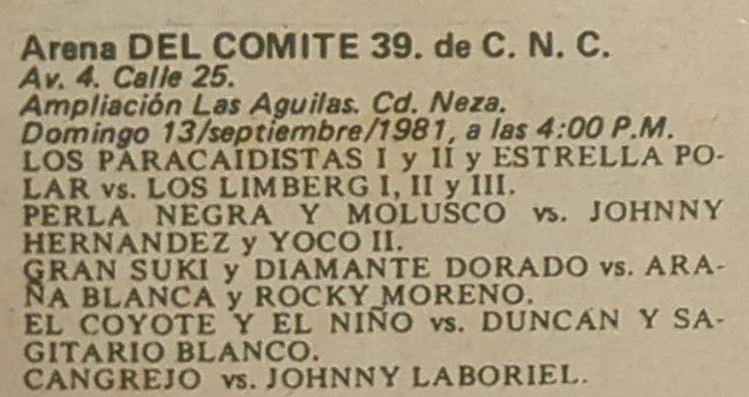 Arena DEL COMITE 39. de C. N. C.
Av. 4. Calle 25.
Ampliación Las Aguilas. Cd. Neza.
Domingo 13/septiembre/1981, a las 4:00 P.M.
LOS PARACAIDISTAS I y II y ESTRELLA PO-
LAR vs. LOS LIMBERG I, II y III.
PERLA NEGRA Y MOLUSCO vs. JOHNNY
HERNANDEZ y YOCO II.
GRAN SUKI y DIAMANTE DORADO vs. ARA-
ÑA BLANCA y ROCKY MORENO.
EL COYOTE Y EL NIÑO vs. DUNCAN Y SA-
GITARIO BLANCO.
CANGREJO vs. JOHNNY LABORIEL.